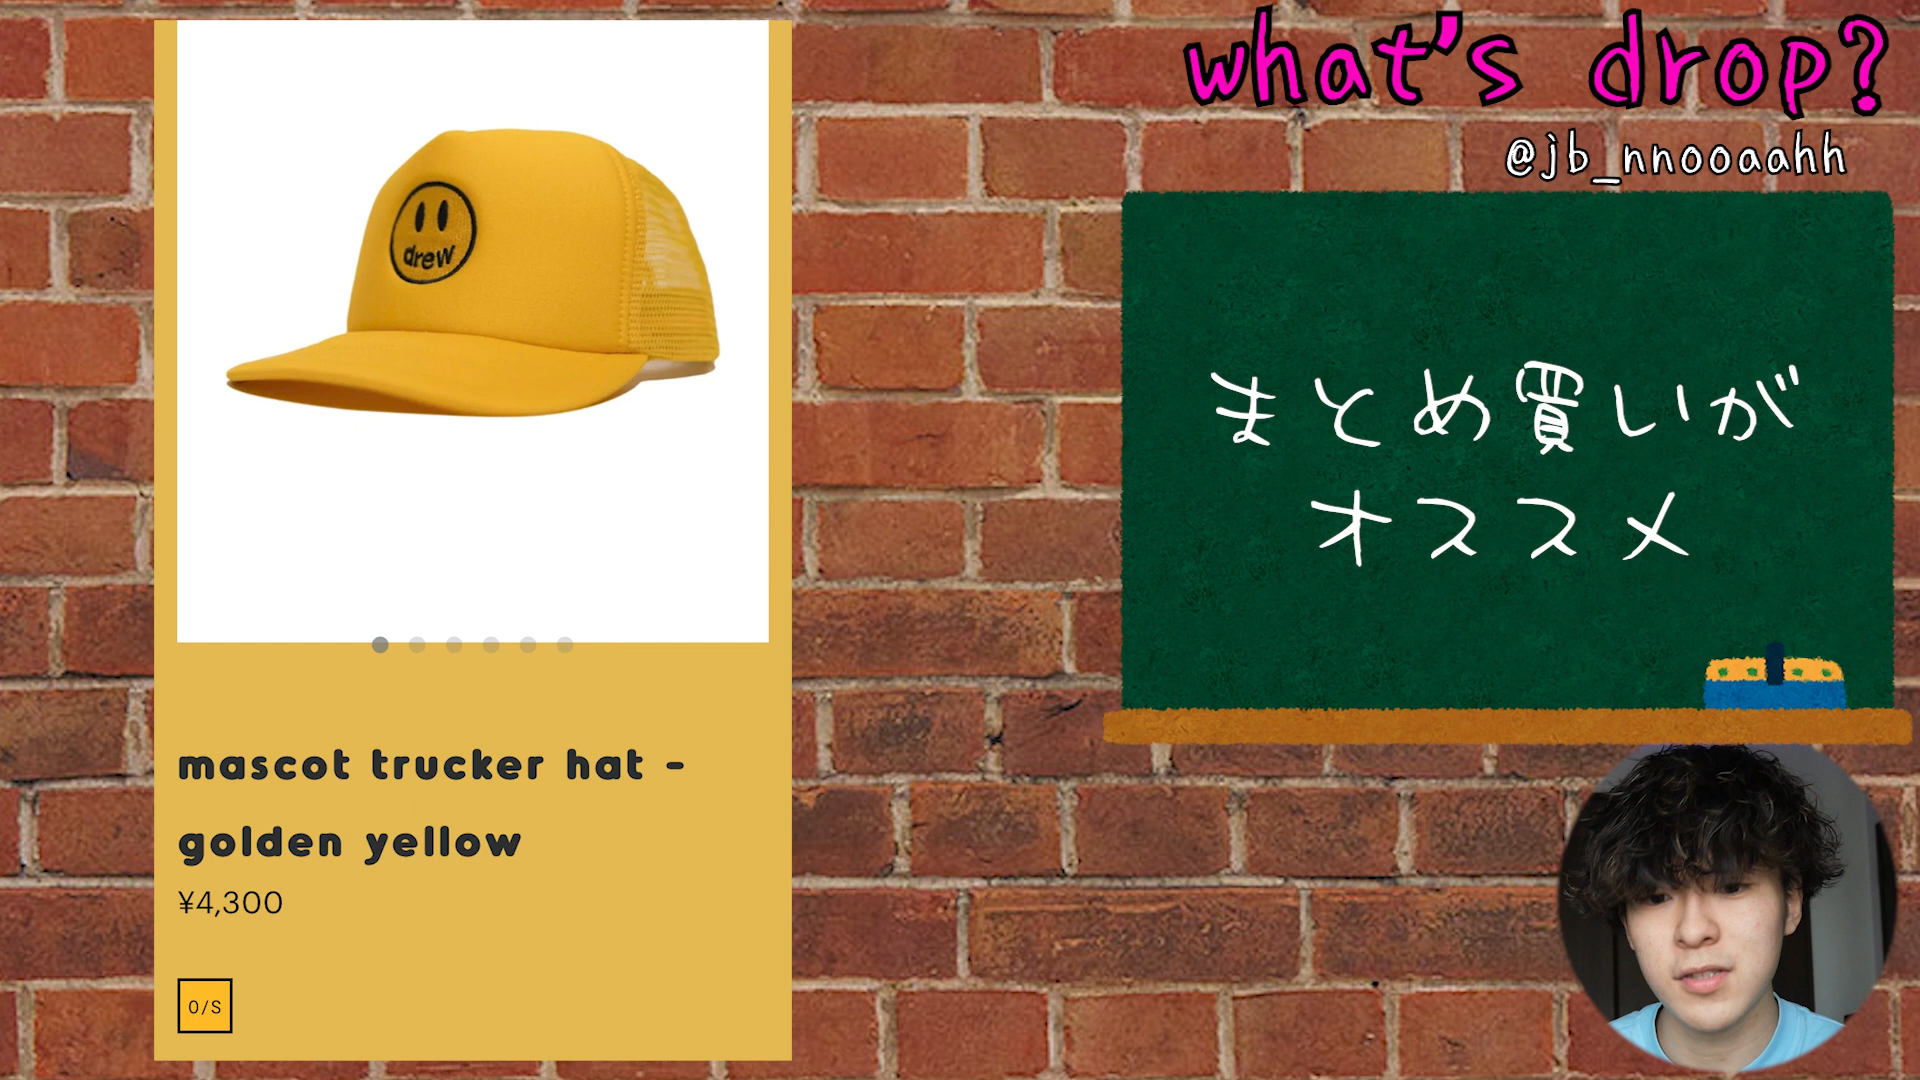 what's drop?
@jb_nnooaahh
drew
まとめ買いが
オススメ
mascot trucker hat -
golden yellow
¥4,300
O/S